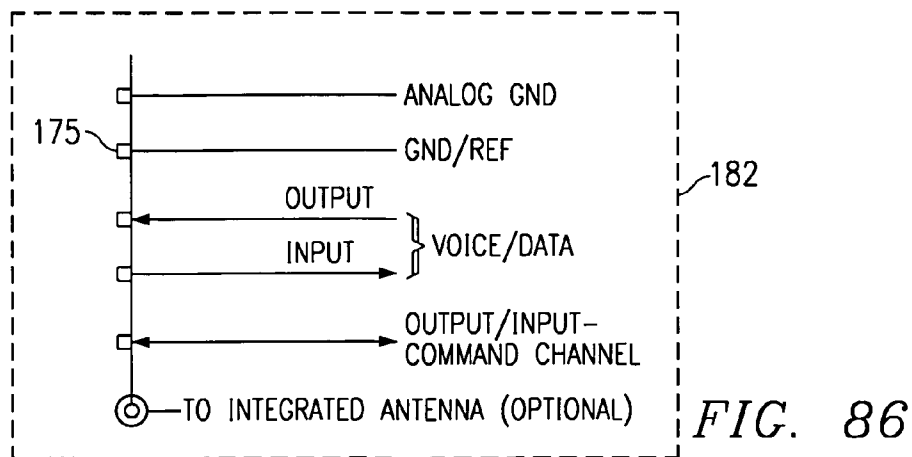 ANALOG GND
175
GND/REF
182
OUTPUT
VOICE/DATA
INPUT
OUTPUT/INPUT-
COMMAND CHANNEL
TO INTEGRATED ANTENNA (OPTIONAL)
FIG. 86